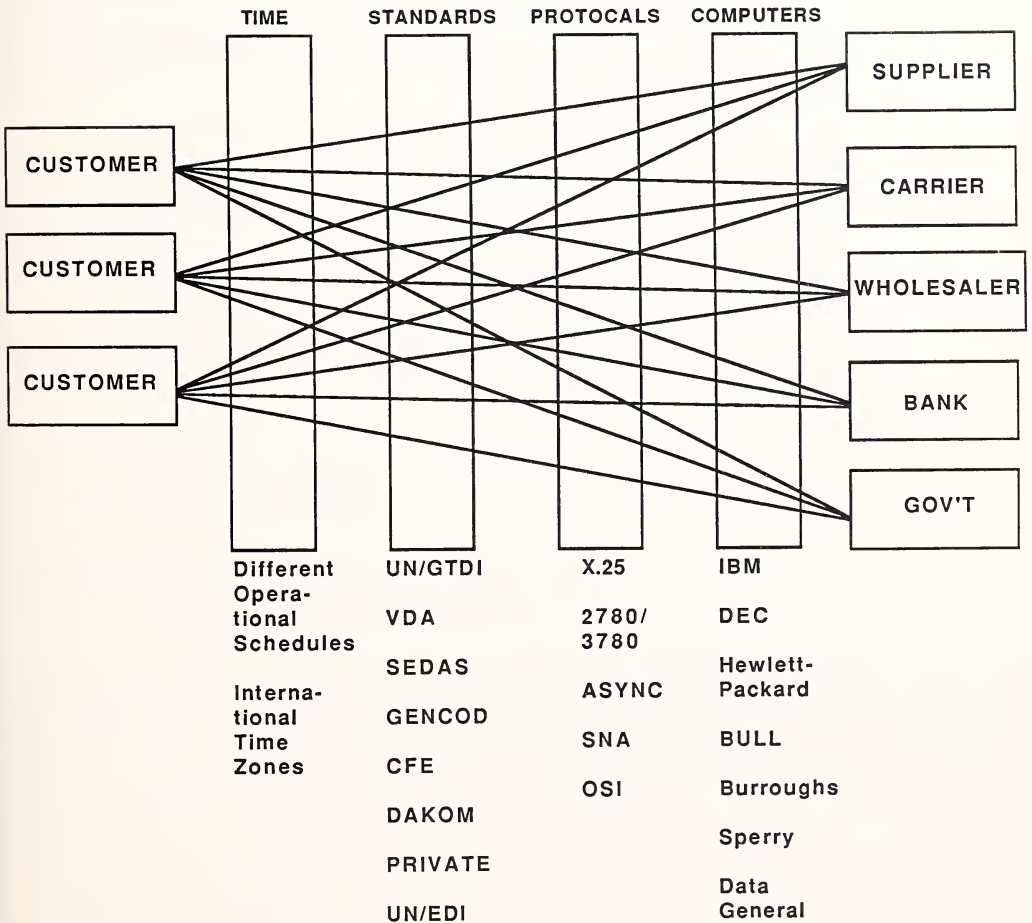 TIME STANDARDS PROTOCALS COMPUTERS
SUPPLIER
CUSTOMER
CARRIER
CUSTOMER
WHOLESALER
CUSTOMER
BANK
GOV'T
Different
Opera-
tional
Schedules
Interna-
tional
Time
Zones
UN/GTDI
VDA
SEDAS
GENCOD
CFE
DAKOM
PRIVATE
UN/EDI
X.25
2780/
3780
ASYNC
SNA
OSI
IBM
DEC
Hewlett-
Packard
BULL
Burroughs
Sperry
Data
General